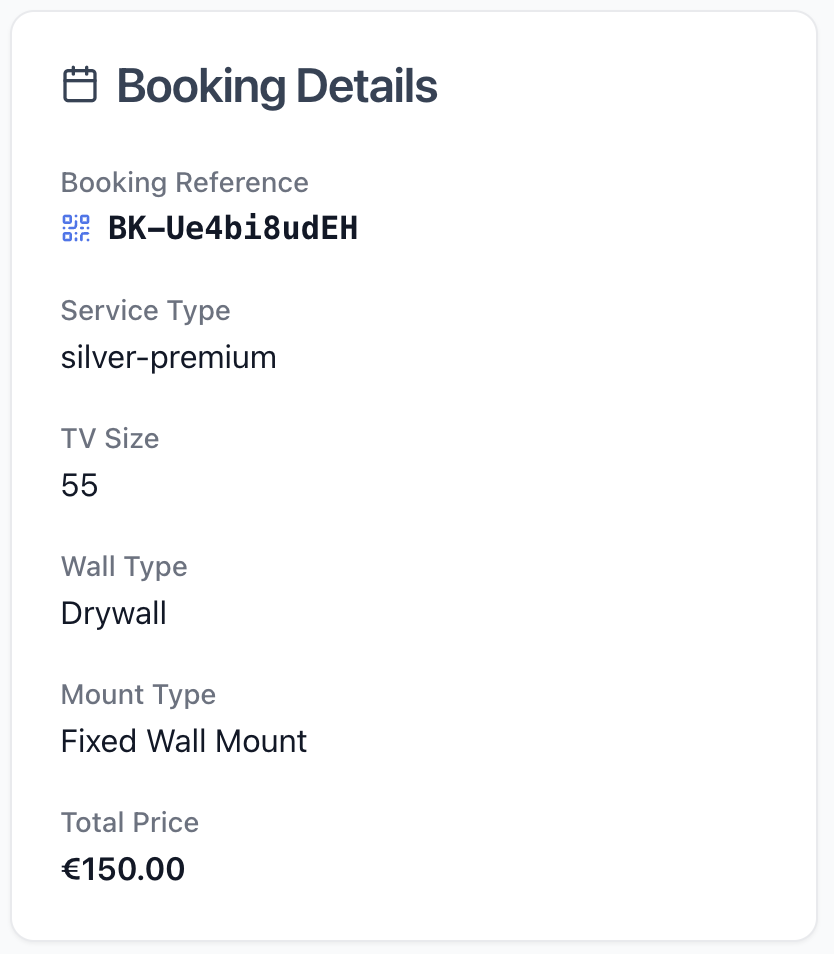 Booking Details
Booking Reference
BK-Ue4bi8udEH
Service Type
silver-premium
TV Size
55
Wall Type
Drywall
Mount Type
Fixed Wall Mount
Total Price
€150.00